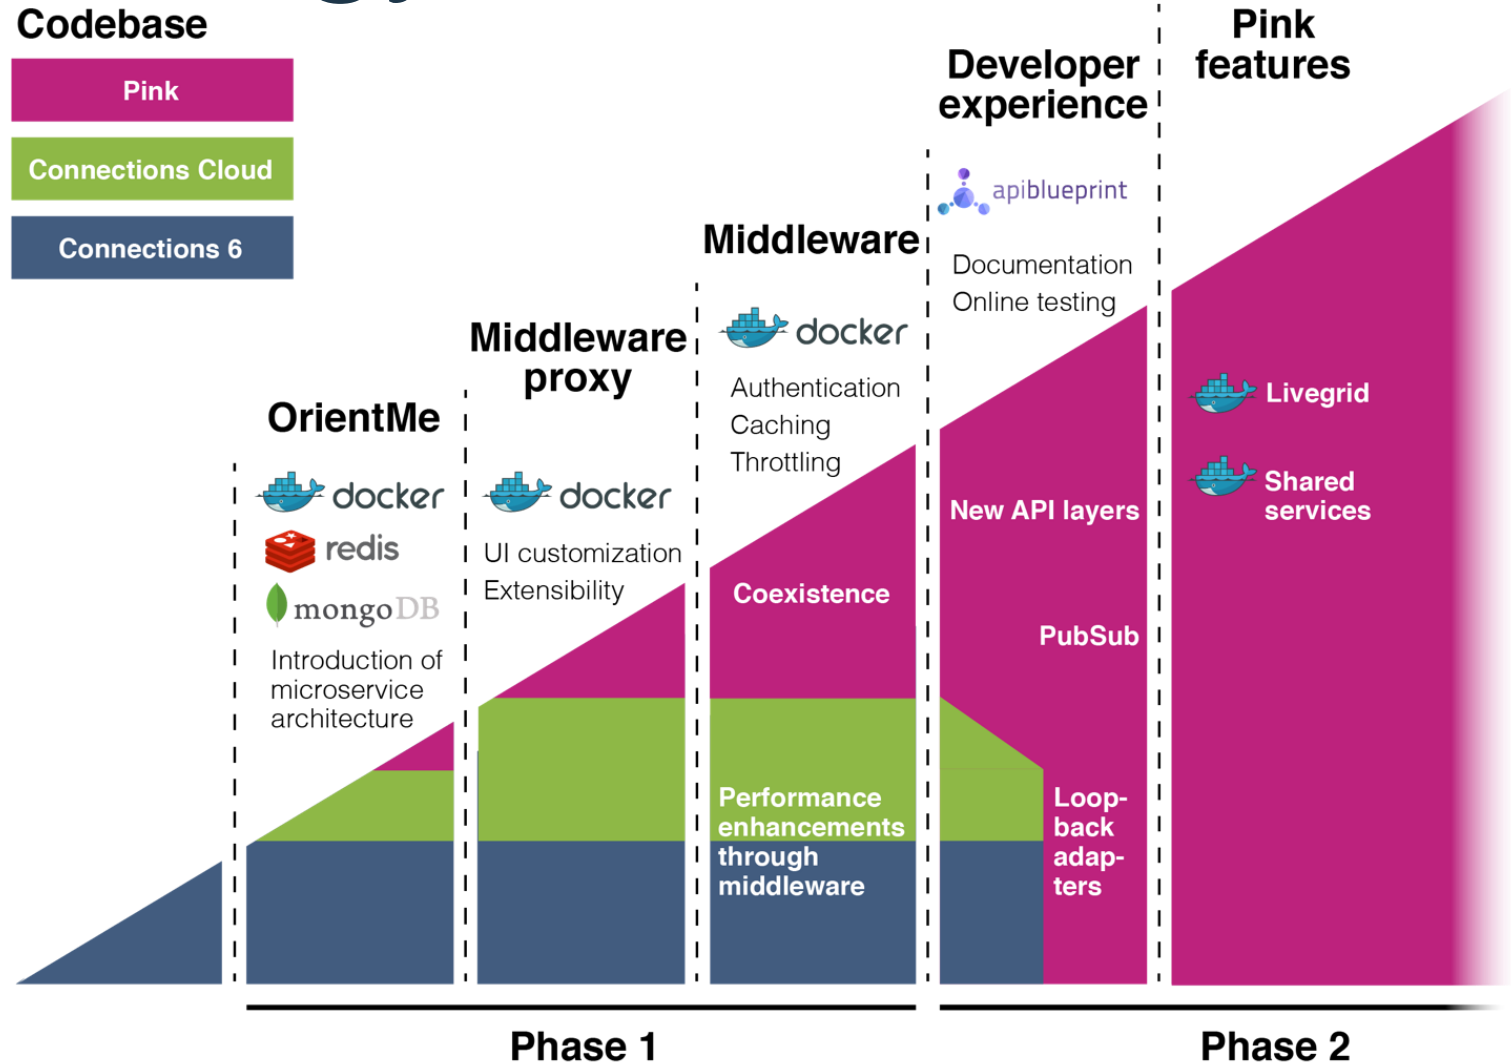 Codebase
Pink
Connections Cloud
Connections 6
OrientMe
docker
redis
mongoDB
Introduction of
microservice
architecture
Middleware
proxy
docker
UI customization
Extensibility
Middleware
docker
Authentication
Caching
Throttling
Coexistence
Performance
enhancements
through
middleware
Developer
experience
apiblueprint
Documentation
Online testing
New API layers
PubSub
Loop-
back
adap-
ters
Pink
features
Livegrid
Shared
services
Phase 1
Phase 2